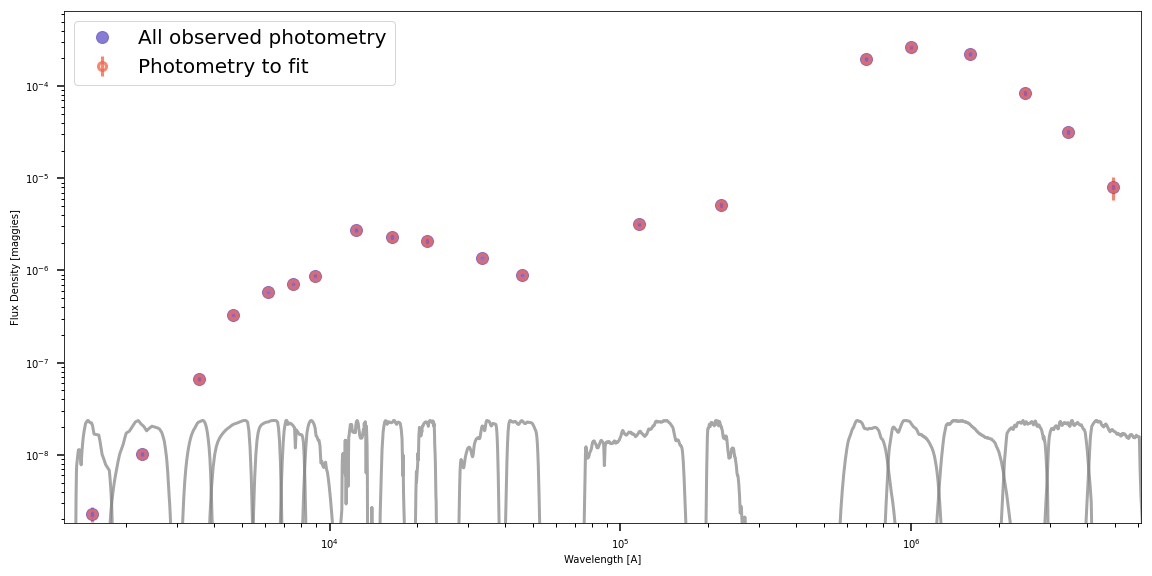 All observed photometry
Photometry to fit
Flux Density [maggies]
10⁻⁴
10⁻⁵
10⁻⁶
10⁻⁷
10⁻⁸
10⁴
10⁵
10⁶
Wavelength [A]